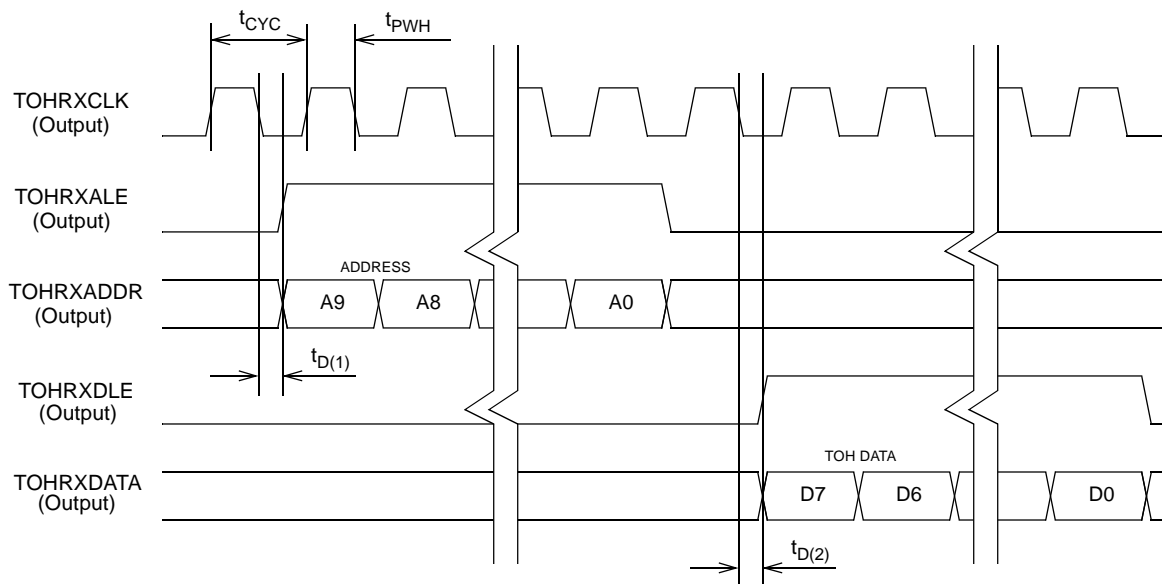 tCYC
tPWH
TOHRXCLK
(Output)
TOHRXALE
(Output)
ADDRESS
TOHRXADDR
(Output)
A9
A8
A0
tD(1)
TOHRXDLE
(Output)
TOH DATA
TOHRXDATA
(Output)
D7
D6
D0
tD(2)